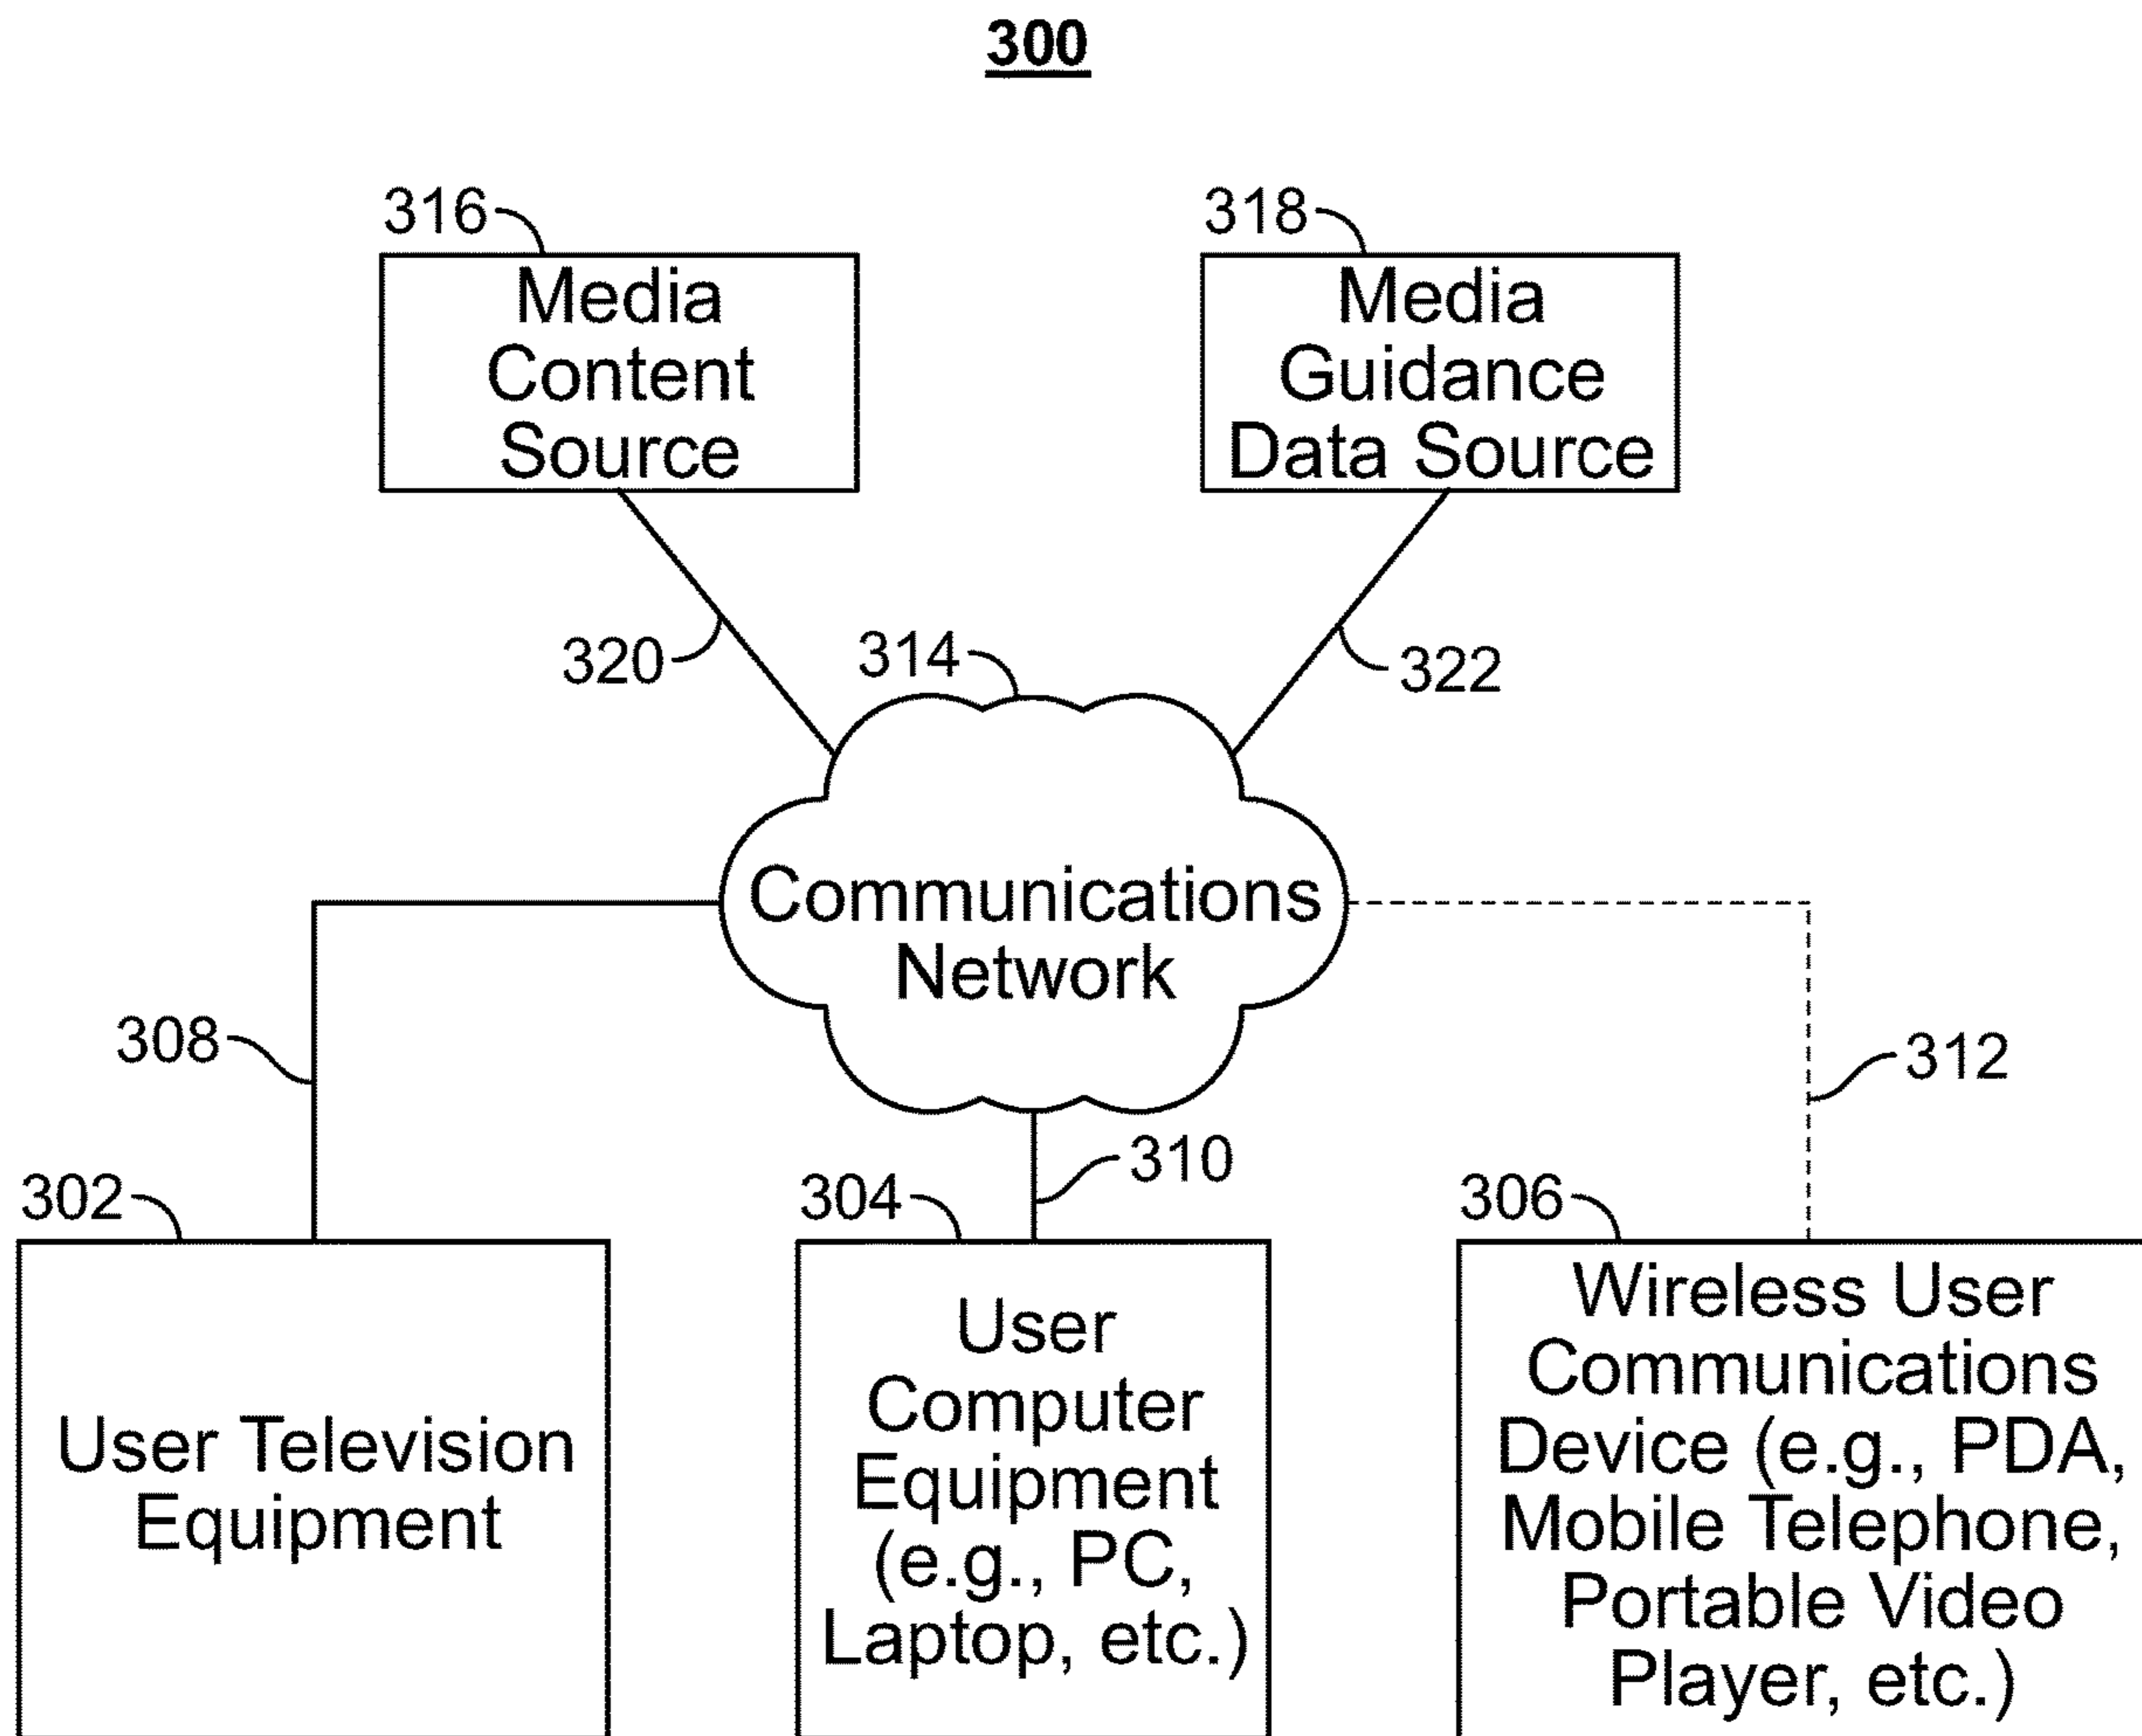 300
316
318
Media
Content
Source
Media
Guidance
Data Source
320
314
322
Communications
Network
308
312
310
302
304
306
User Television
Equipment
User
Computer
Equipment
(e.g., PC,
Laptop, etc.)
Wireless User
Communications
Device (e.g., PDA,
Mobile Telephone,
Portable Video
Player, etc.)